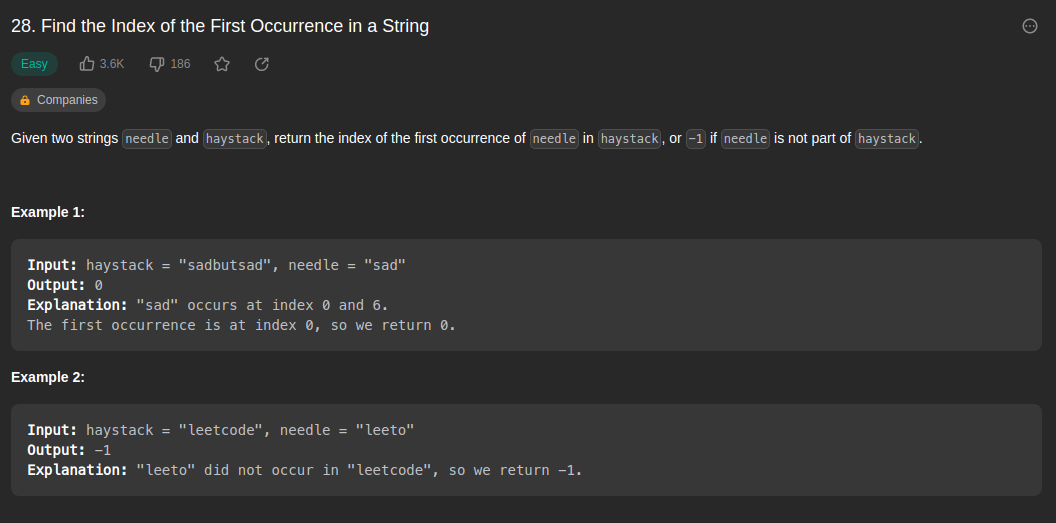 28. Find the Index of the First Occurrence in a String
Easy 3.6K 186
Companies
Given two strings needle and haystack, return the index of the first occurrence of needle in haystack, or -1 if needle is not part of haystack.
Example 1:
Input: haystack = "sadbutsad", needle = "sad"
Output: 0
Explanation: "sad" occurs at index 0 and 6.
The first occurrence is at index 0, so we return 0.
Example 2:
Input: haystack = "leetcode", needle = "leeto"
Output: -1
Explanation: "leeto" did not occur in "leetcode", so we return -1.